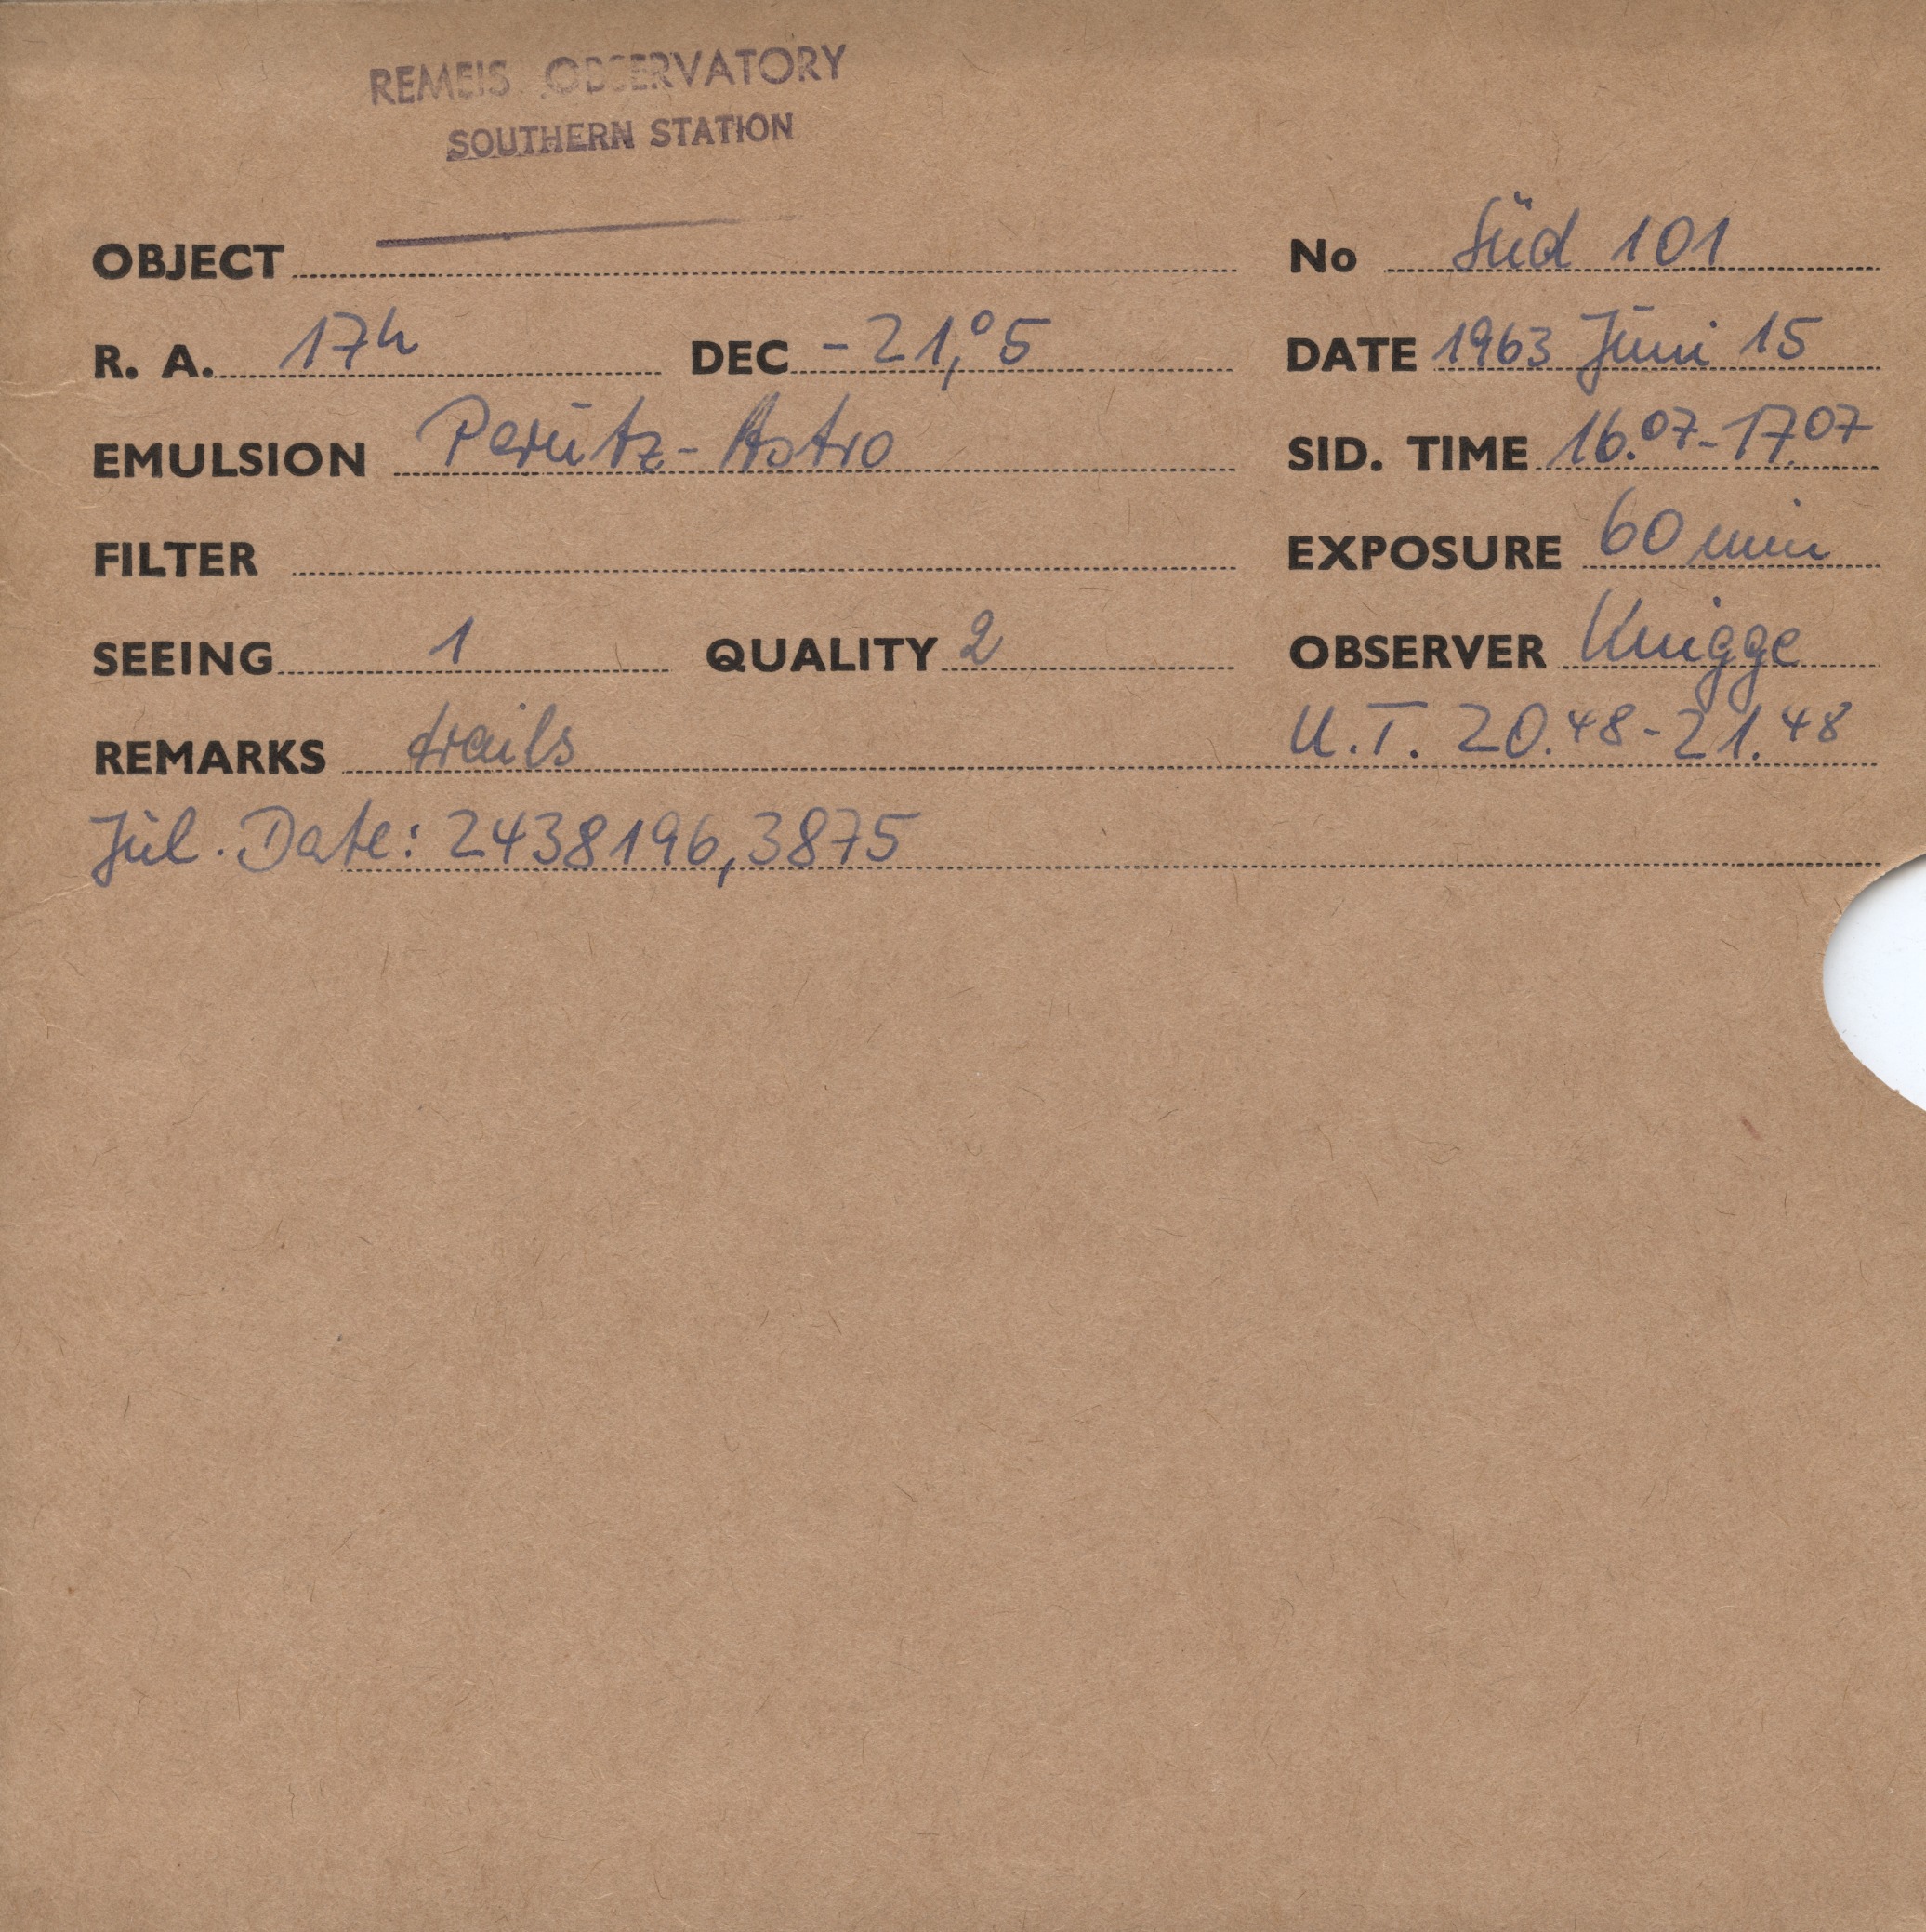 REMEIS OBSERVATORY
SOUTHERN STATION
OBJECT No Süd 101
R. A. 17h DEC -21,°5 DATE 1963 Juni 15
EMULSION Perutz-Astro SID. TIME 16.07-17.07
FILTER EXPOSURE 60 min
SEEING 1 QUALITY 2 OBSERVER Knigge
REMARKS trails U.T. 20.48-21.48
Jul. Date: 2438196,3875